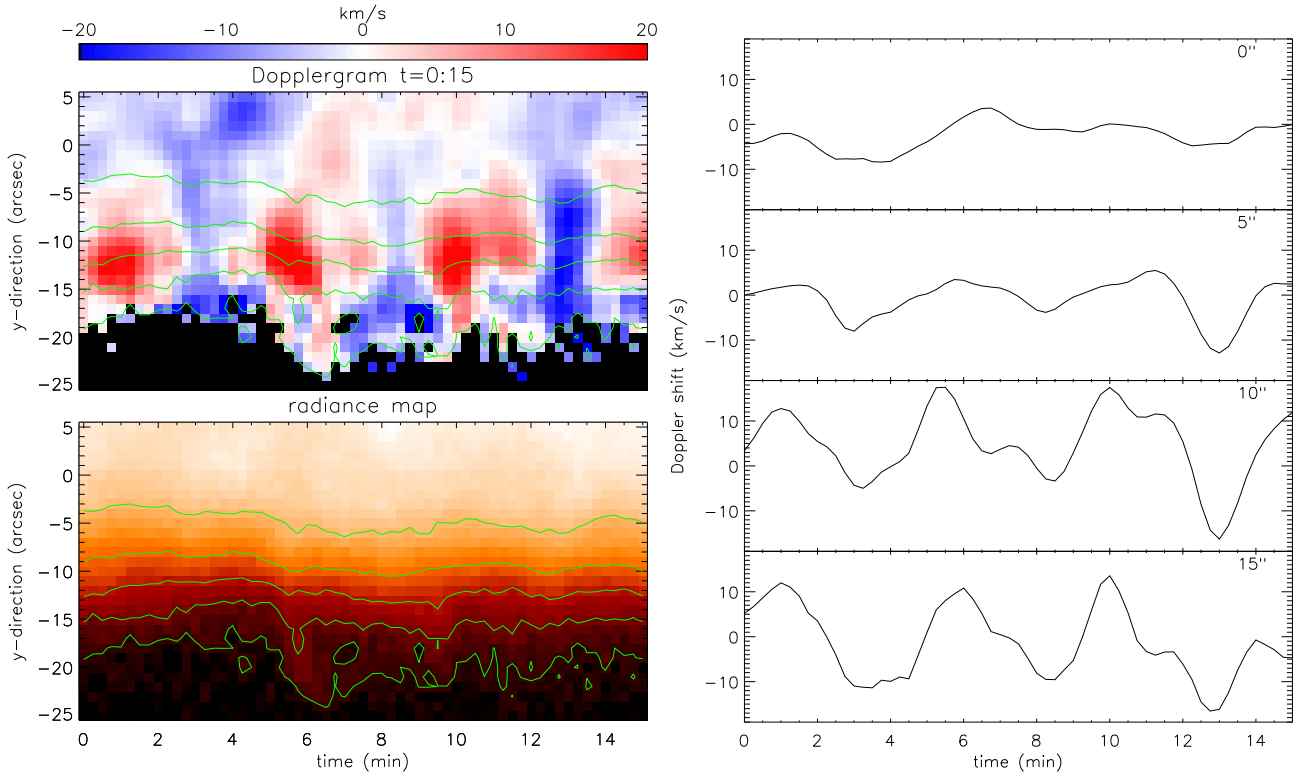 km/s
−20 −10 0 10 20
Dopplergram t=0:15
5
0
−5
−10
−15
−20
−25
y−direction (arcsec)
radiance map
5
0
−5
−10
−15
−20
−25
y−direction (arcsec)
0 2 4 6 8 10 12 14
time (min)
Doppler shift (km/s)
0''
10
0
−10
5''
10
0
−10
10''
10
0
−10
15''
10
0
−10
0 2 4 6 8 10 12 14
time (min)